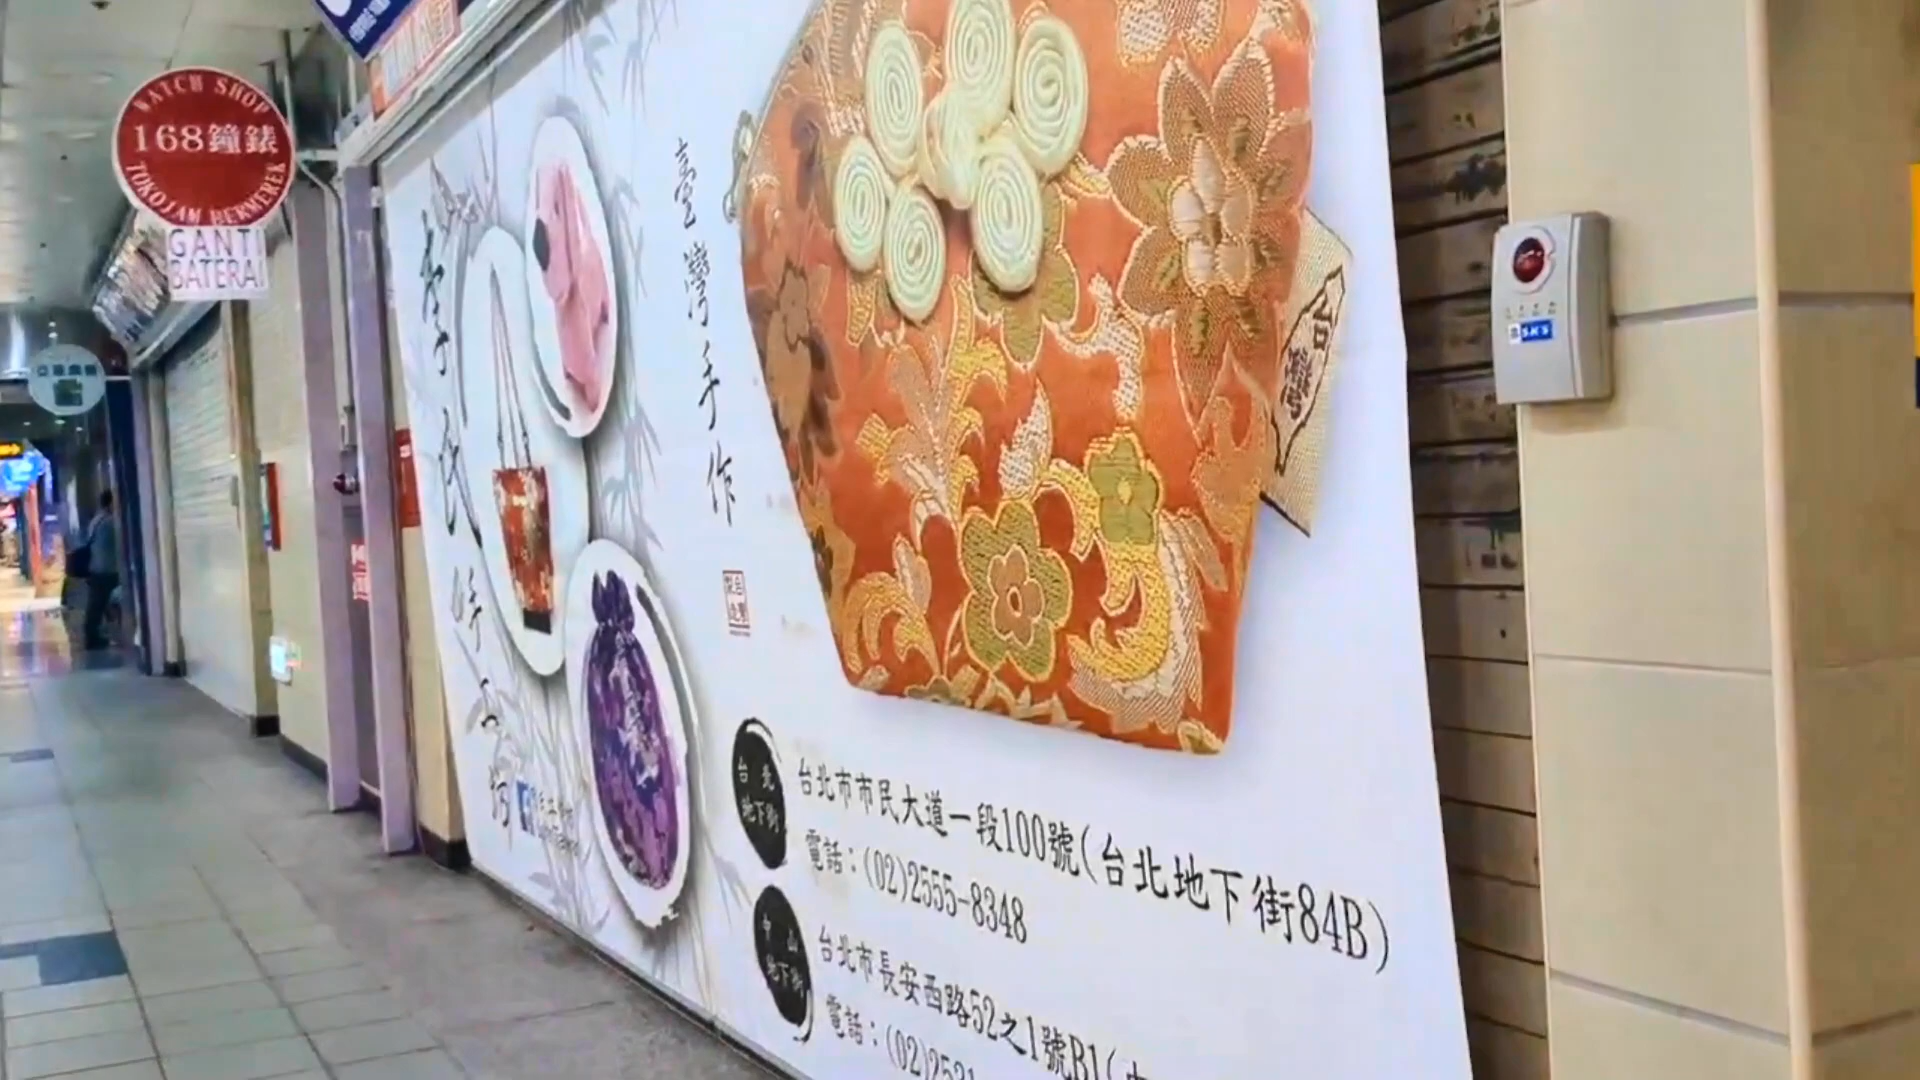 WATCH SHOP
168鐘錶
TOKO JAM BERMEREK
GANTI
BATERAI
臺灣手作
台灣
台北
地下街
台北市市民大道一段100號(台北地下街84B)
電話：(02)2555-8348
中山
地下街
台北市長安西路52之1號B1(
電話：(02)2531
SKS